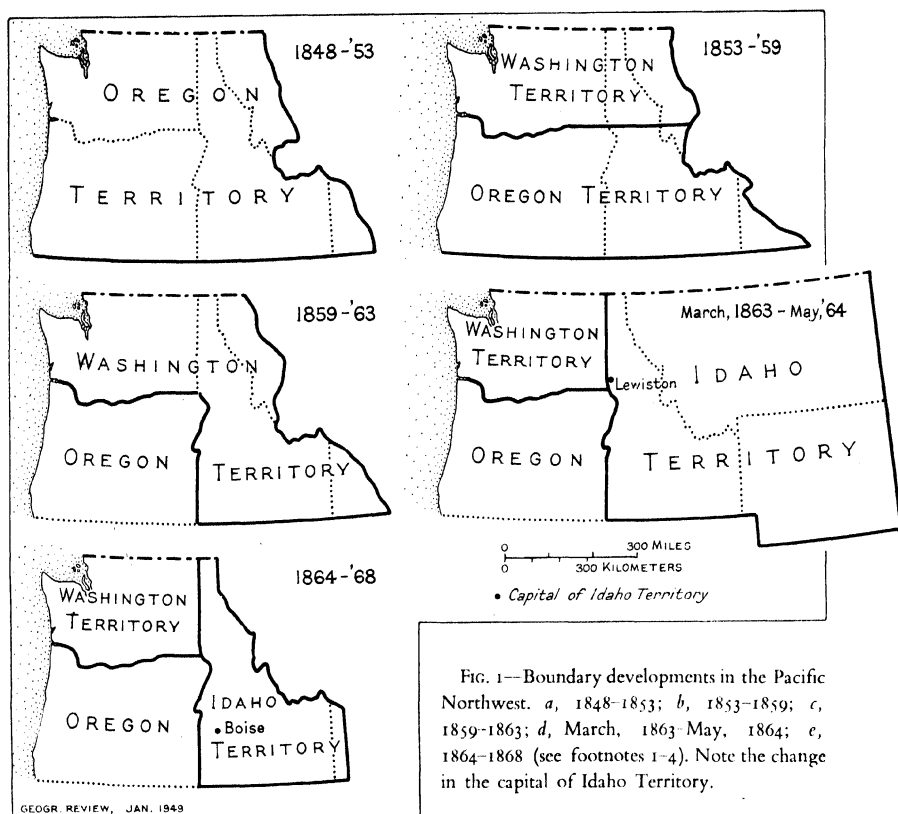 1848-'53
OREGON
TERRITORY
1853-'59
WASHINGTON
TERRITORY
OREGON TERRITORY
1859-'63
WASHINGTON
OREGON
TERRITORY
March, 1863 - May, '64
WASHINGTON
TERRITORY
Lewiston
IDAHO
OREGON
TERRITORY
0 300 MILES
0 300 KILOMETERS
• Capital of Idaho Territory
1864-'68
WASHINGTON
TERRITORY
OREGON
IDAHO
• Boise
TERRITORY
GEOGR. REVIEW, JAN. 1949
FIG. 1—Boundary developments in the Pacific
Northwest. a, 1848-1853; b, 1853-1859; c,
1859-1863; d, March, 1863-May, 1864; e,
1864-1868 (see footnotes 1-4). Note the change
in the capital of Idaho Territory.